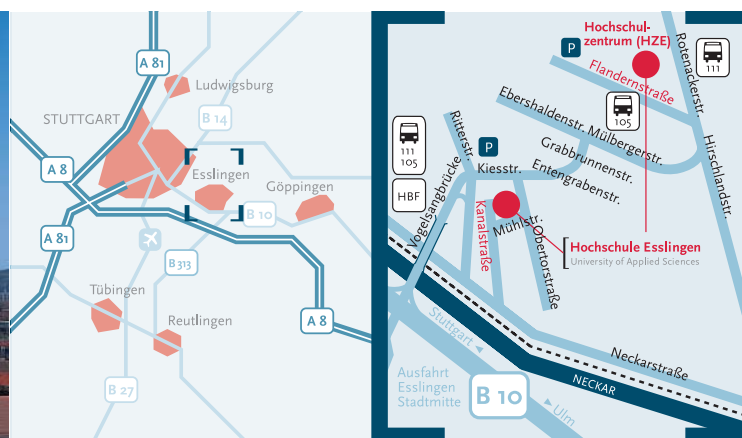 A 81
Ludwigsburg
STUTTGART
B 14
A 8
Esslingen
Göppingen
B 10
A 81
B 313
Tübingen
Reutlingen
A 8
B 27
Hochschul-
zentrum (HZE)
P
Flandernstraße
Rotenackerstr.
111
105
Ebershaldenstr.
Mülbergerstr.
Hirschlandstr.
Ritterstr.
P
111
105
Grabbrunnenstr.
Kiesstr.
Entengrabenstr.
HBF
Vogelsangbrücke
Kanalstraße
Mühlstr.
Obertorstraße
Hochschule Esslingen
University of Applied Sciences
Stuttgart
Neckarstraße
NECKAR
Ausfahrt
Esslingen
Stadtmitte
B 10
Ulm